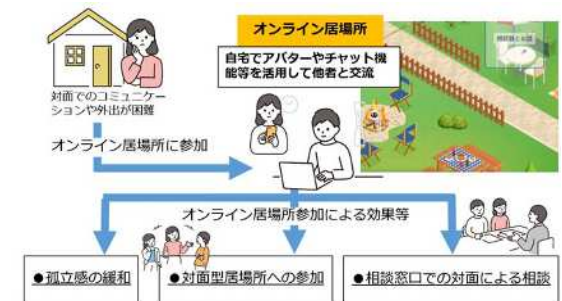 オンライン居場所
自宅でアバターやチャット機
能等を活用して他者と交流
対面でのコミュニケー
ションや外出が困難
オンライン居場所に参加
オンライン居場所参加による効果等
●孤立感の緩和
●対面型居場所への参加
●相談窓口での対面による相談